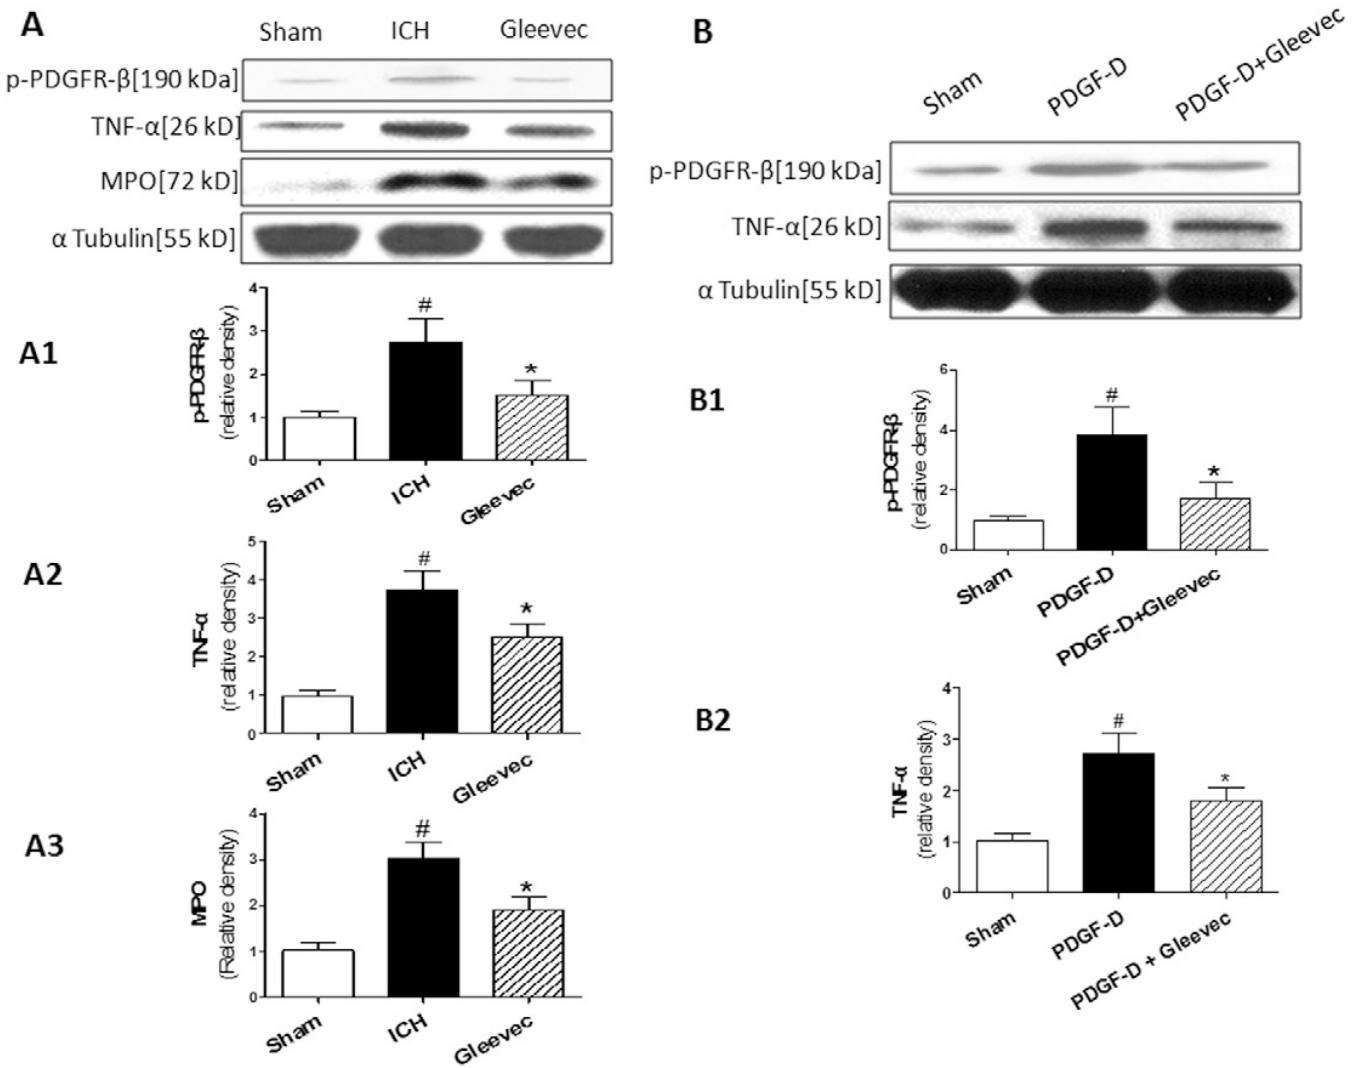 A
Sham ICH Gleevec
p-PDGFR-β[190 kDa]
TNF-α[26 kD]
MPO[72 kD]
α Tubulin[55 kD]
A1
p-PDGFR-β
(relative density)
4
3
2
1
0
#
*
Sham ICH Gleevec
A2
TNF-α
(relative density)
5
4
3
2
1
0
#
*
Sham ICH Gleevec
A3
MPO
(Relative density)
4
3
2
1
0
#
*
Sham ICH Gleevec
B
Sham PDGF-D PDGF-D+Gleevec
p-PDGFR-β[190 kDa]
TNF-α[26 kD]
α Tubulin[55 kD]
B1
p-PDGFR-β
(relative density)
6
4
2
0
#
*
Sham PDGF-D PDGF-D+Gleevec
B2
TNF-α
(relative density)
4
3
2
1
0
#
*
Sham PDGF-D PDGF-D + Gleevec